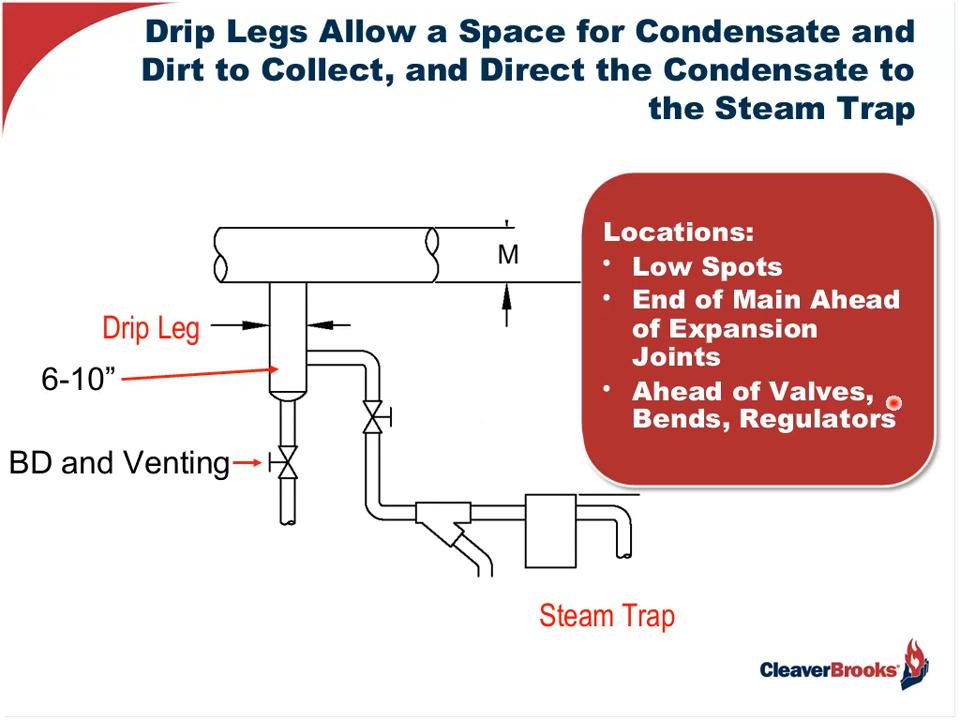 Drip Legs Allow a Space for Condensate and
Dirt to Collect, and Direct the Condensate to
the Steam Trap
M
Drip Leg
6-10”
BD and Venting
Steam Trap
Locations:
• Low Spots
• End of Main Ahead
of Expansion
Joints
• Ahead of Valves,
Bends, Regulators
CleaverBrooks